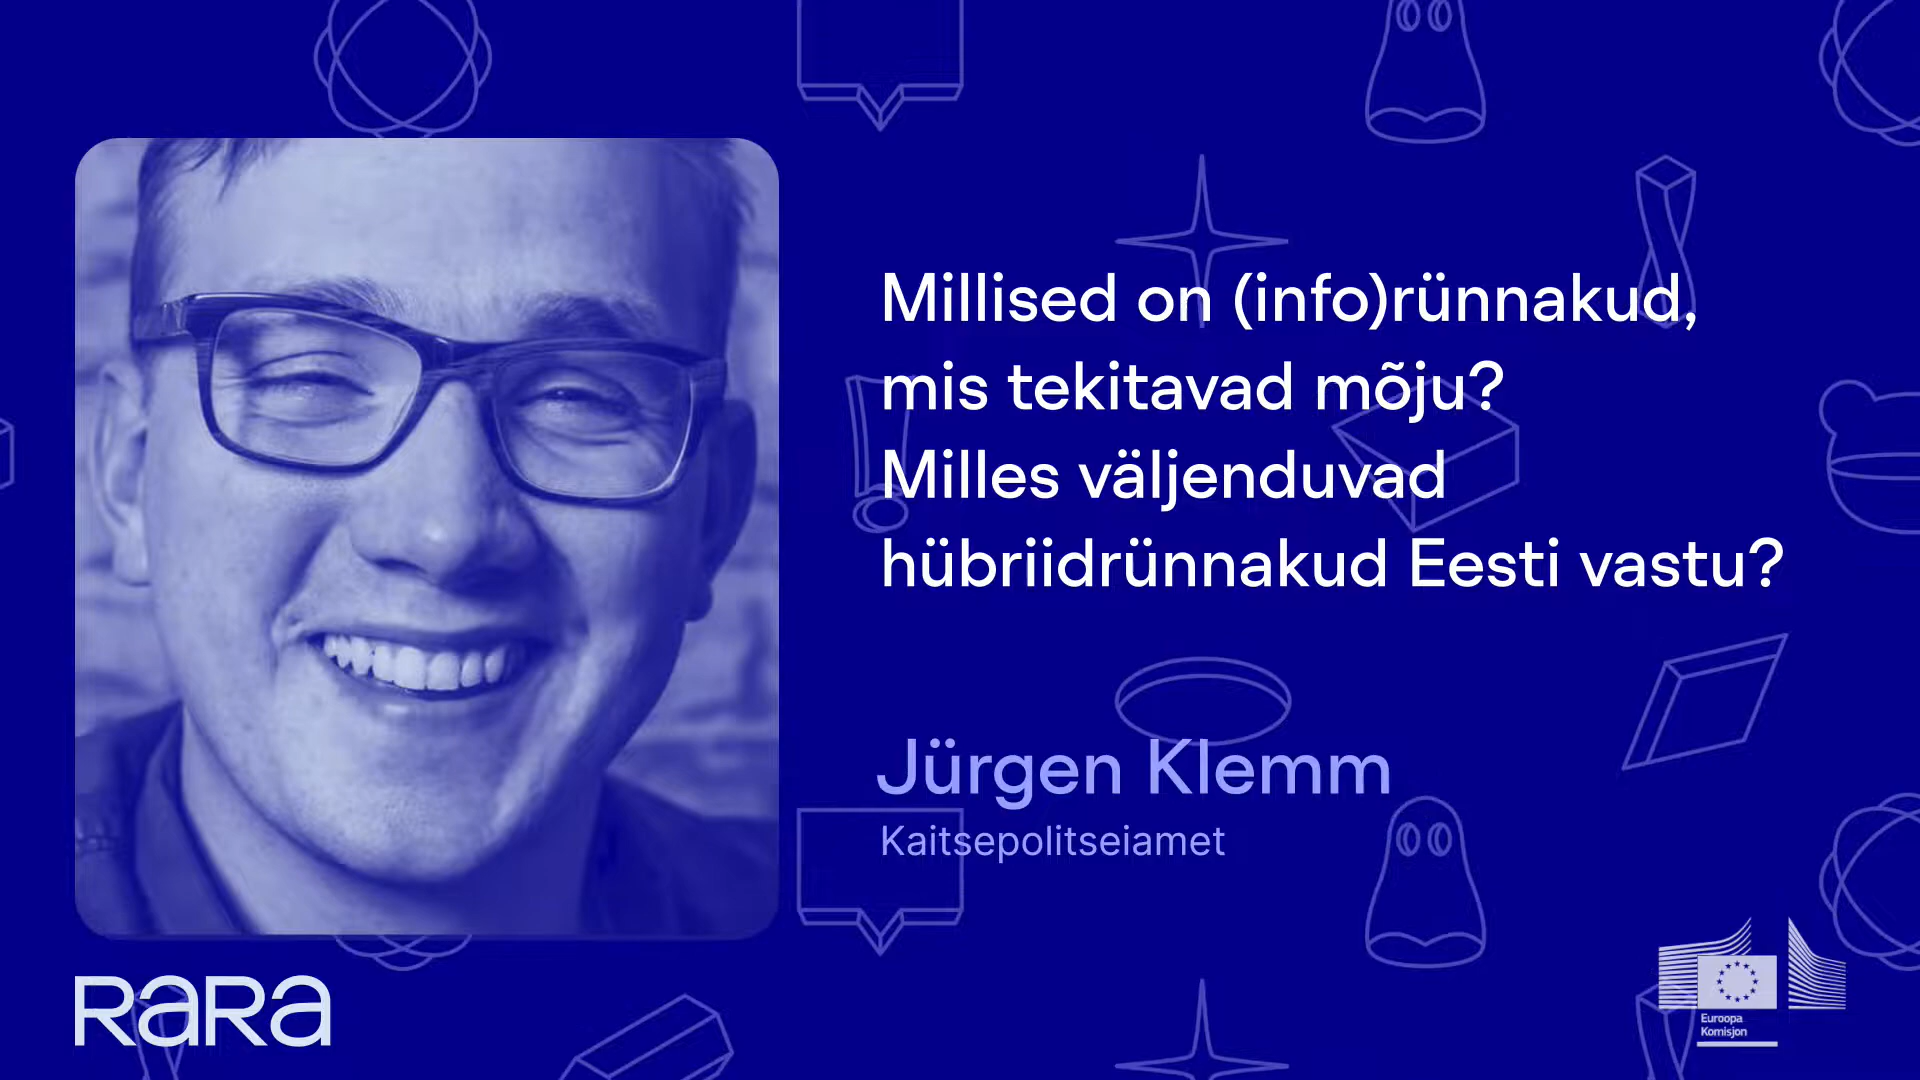 Millised on (info)rünnakud,
mis tekitavad mõju?
Milles väljenduvad
hübriidrünnakud Eesti vastu?
Jürgen Klemm
Kaitsepolitseiamet
RaRa
Euroopa
Komisjon